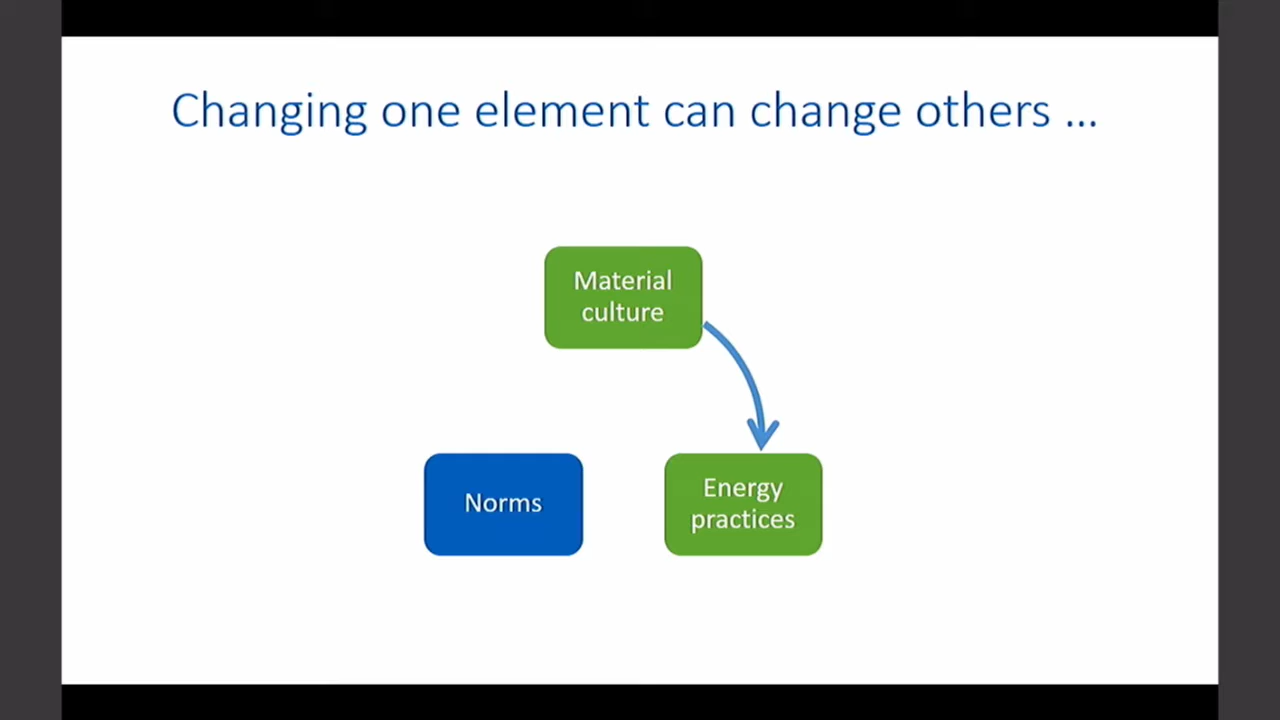 Changing one element can change others ...
Material
culture
Norms
Energy
practices